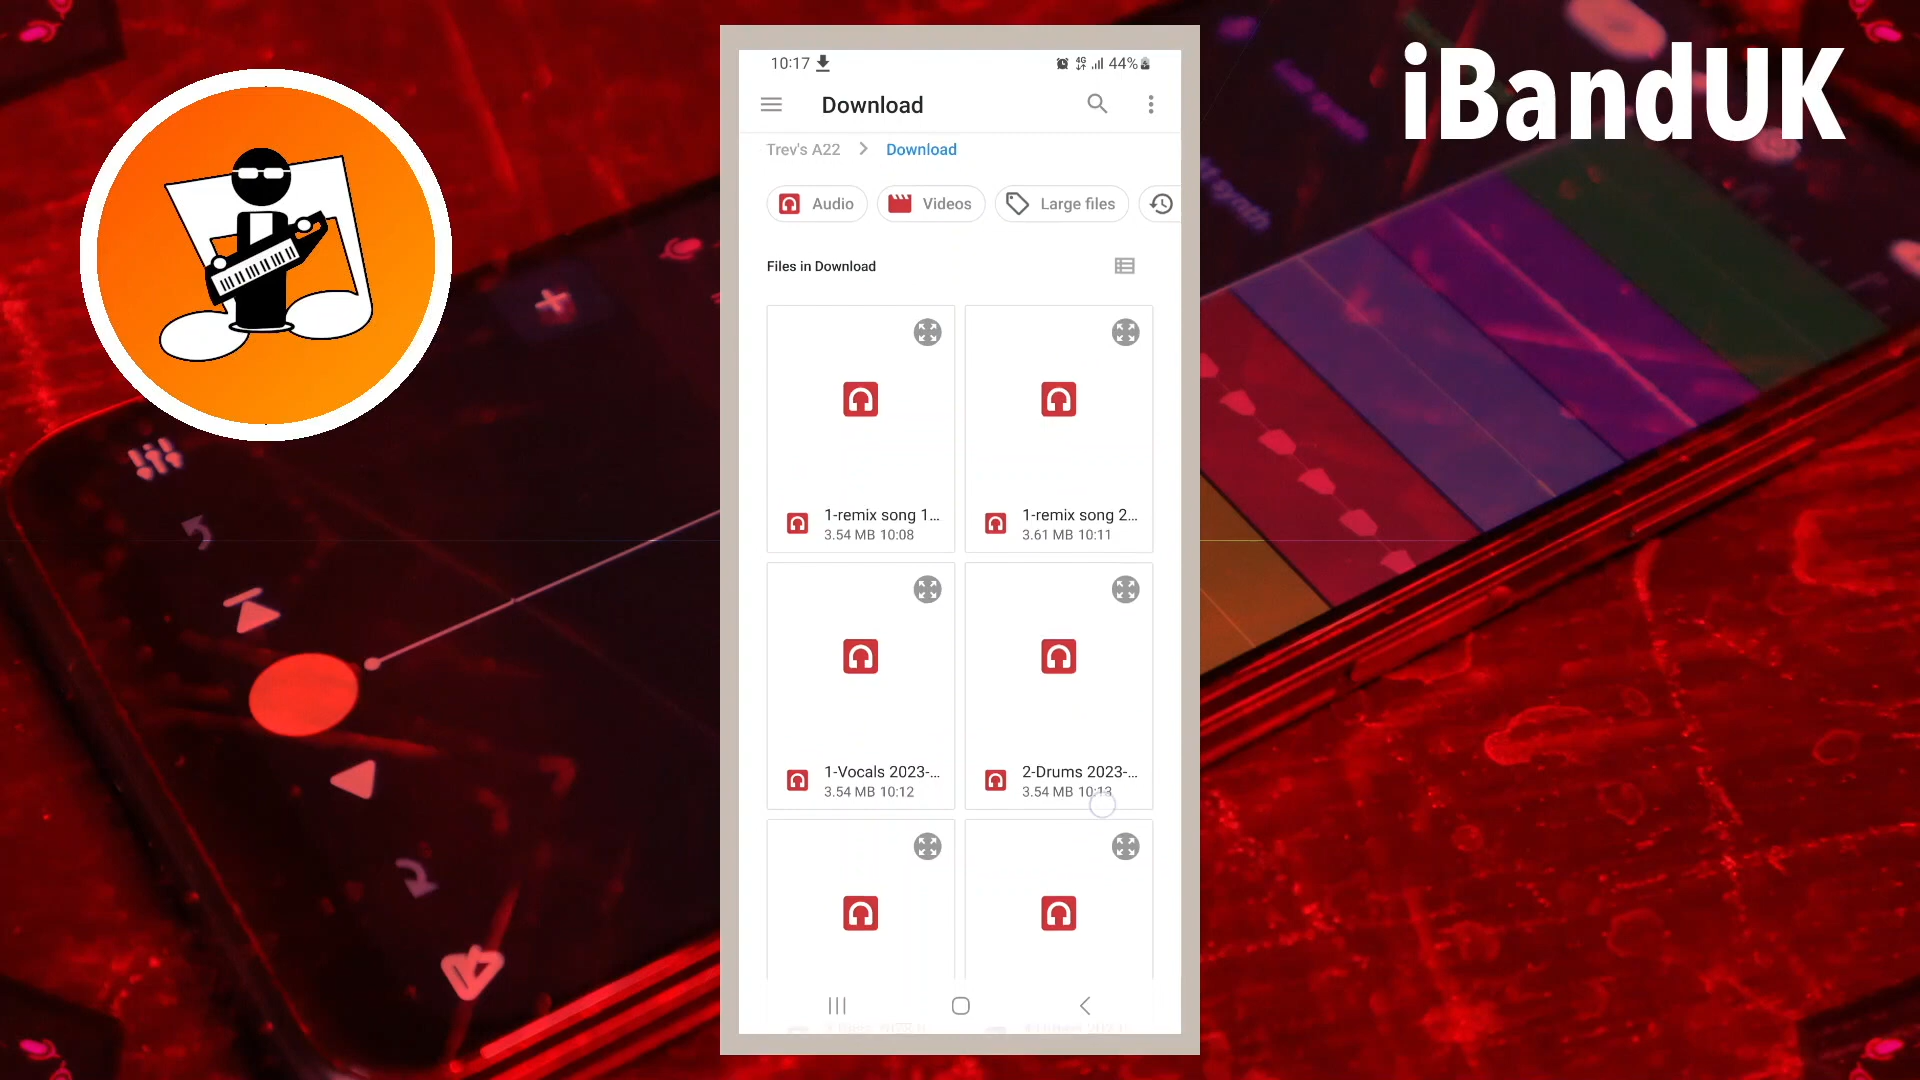 iBandUK
10:17
4G
44%
Download
Trev's A22
Download
Audio
Videos
Large files
Files in Download
1-remix song 1...
3.54 MB 10:08
1-remix song 2...
3.61 MB 10:11
1-Vocals 2023-...
3.54 MB 10:12
2-Drums 2023-...
3.54 MB 10:13